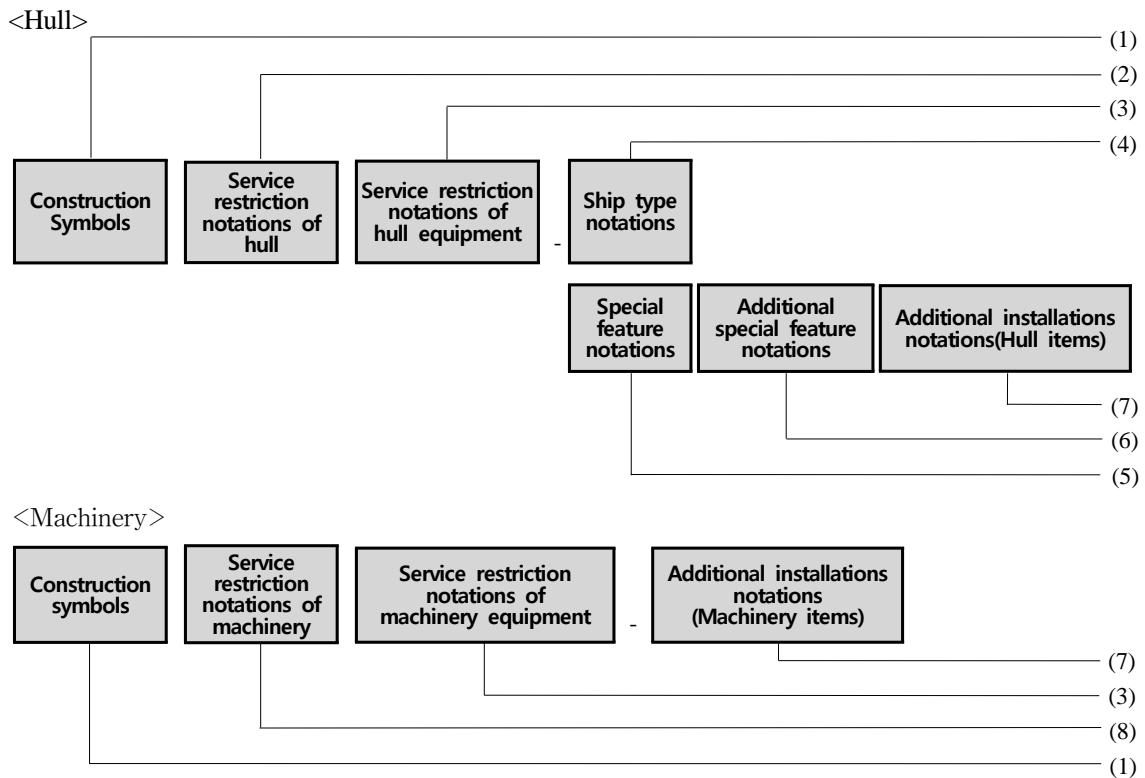 <Hull>
(1)
(2)
(3)
(4)
Construction
Symbols
Service
restriction
notations of
hull
Service restriction
notations of
hull equipment
-
Ship type
notations
Special
feature
notations
Additional
special feature
notations
Additional installations
notations(Hull items)
(7)
(6)
(5)
<Machinery>
Construction
symbols
Service
restriction
notations of
machinery
Service restriction
notations of
machinery equipment
-
Additional installations
notations
(Machinery items)
(7)
(3)
(8)
(1)